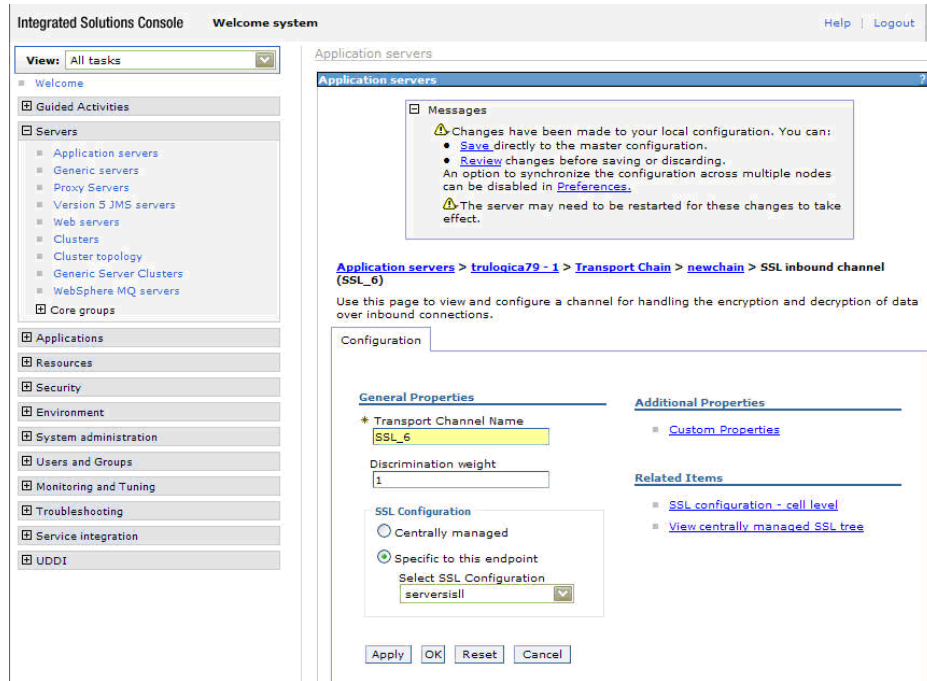 Integrated Solutions Console Welcome system Help | Logout
View: All tasks
Welcome
Guided Activities
Servers
Application servers
Generic servers
Proxy Servers
Version 5 JMS servers
Web servers
Clusters
Cluster topology
Generic Server Clusters
WebSphere MQ servers
Core groups
Applications
Resources
Security
Environment
System administration
Users and Groups
Monitoring and Tuning
Troubleshooting
Service integration
UDDI
Application servers
Application servers ?
Messages
Changes have been made to your local configuration. You can:
Save directly to the master configuration.
Review changes before saving or discarding.
An option to synchronize the configuration across multiple nodes
can be disabled in Preferences.
The server may need to be restarted for these changes to take
effect.
Application servers > trulogica79 - 1 > Transport Chain > newchain > SSL inbound channel
(SSL_6)
Use this page to view and configure a channel for handling the encryption and decryption of data
over inbound connections.
Configuration
General Properties
* Transport Channel Name
SSL_6
Discrimination weight
1
SSL Configuration
Centrally managed
Specific to this endpoint
Select SSL Configuration
serversisll
Apply OK Reset Cancel
Additional Properties
Custom Properties
Related Items
SSL configuration - cell level
View centrally managed SSL tree